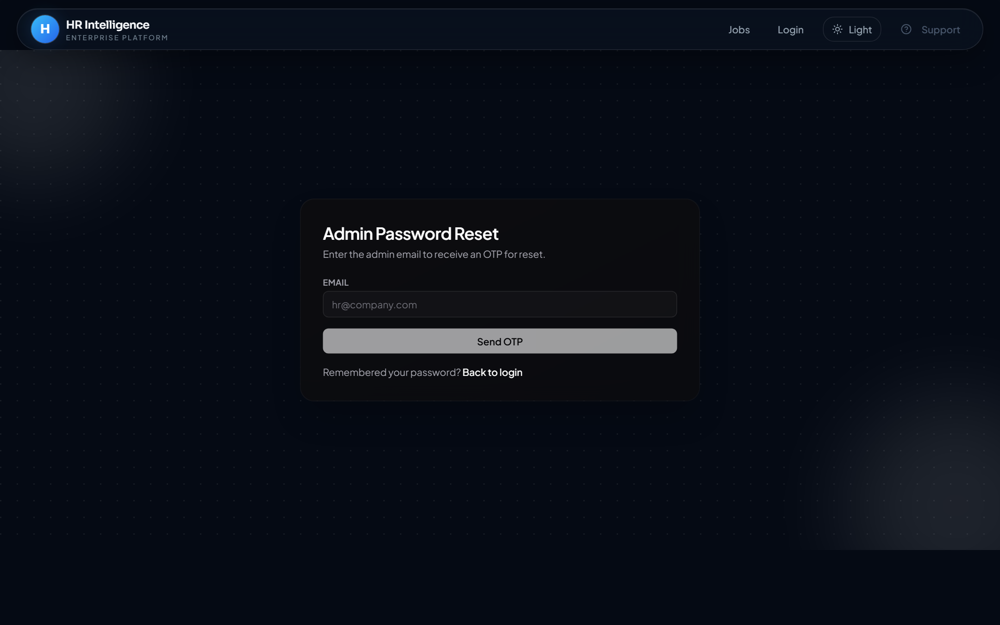 H
HR Intelligence
ENTERPRISE PLATFORM
Jobs
Login
Light
Support
Admin Password Reset
Enter the admin email to receive an OTP for reset.
EMAIL
hr@company.com
Send OTP
Remembered your password? Back to login